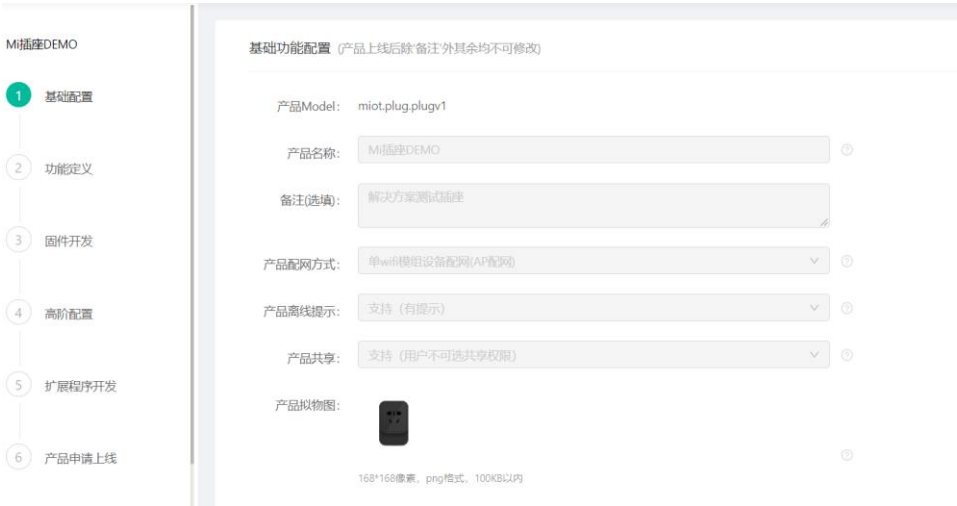 Mi插座DEMO
1 基础配置
2 功能定义
3 固件开发
4 高阶配置
5 扩展程序开发
6 产品申请上线
基础功能配置 (产品上线后除'备注'外其余均不可修改)
产品Model： miot.plug.plugv1
产品名称： Mi插座DEMO
备注(选填)： 解决方案测试插座
产品配网方式： 单wifi模组设备配网(AP配网)
产品离线提示： 支持（有提示）
产品共享： 支持（用户不可选共享权限）
产品拟物图：
168*168像素，png格式，100KB以内